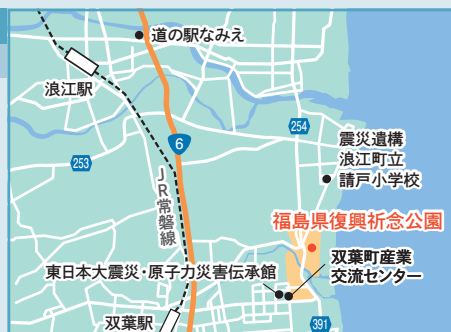 道の駅なみえ
浪江駅
6
254
253
震災遺構
浪江町立
請戸小学校
JR常磐線
福島県復興祈念公園
双葉町産業
交流センター
東日本大震災・原子力災害伝承館
双葉駅
391